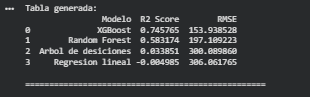 ••• Tabla generada:
Modelo R2 Score RMSE
0 XGBoost 0.745765 153.938528
1 Random Forest 0.583174 197.109223
2 Arbol de desiciones 0.033851 300.089860
3 Regresion lineal -0.004985 306.061765
==================================================